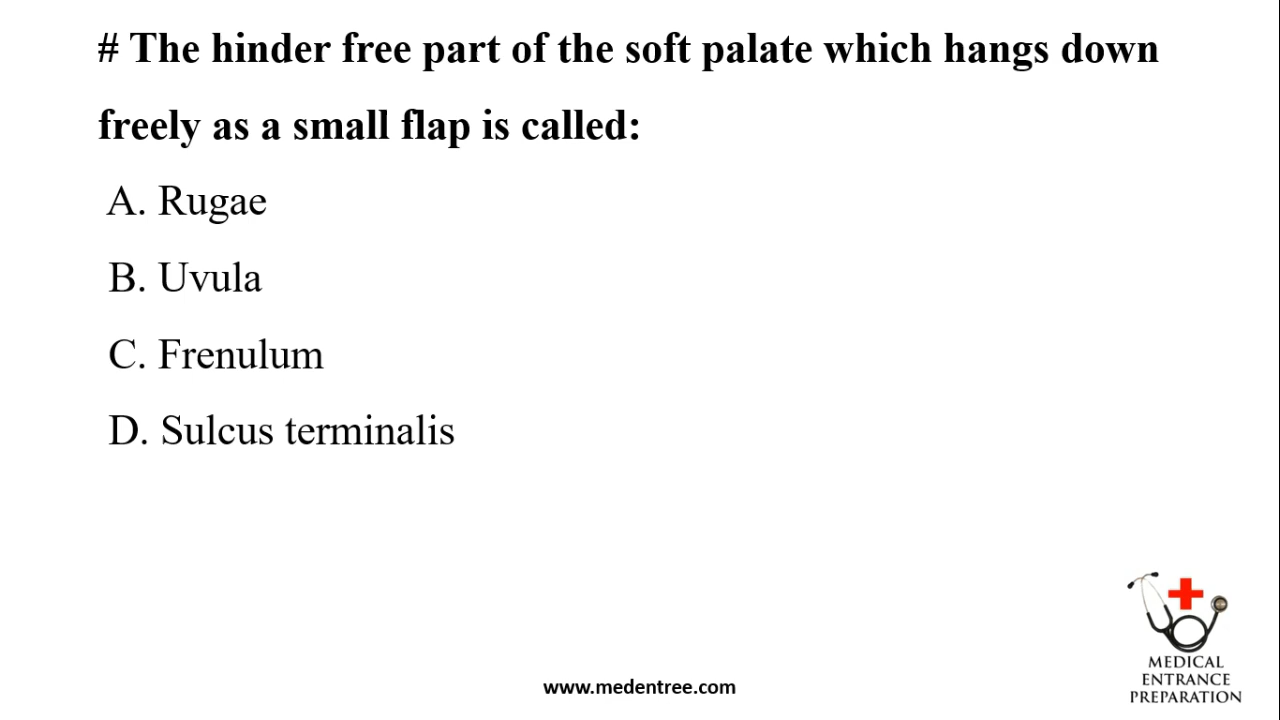 # The hinder free part of the soft palate which hangs down
freely as a small flap is called:
A. Rugae
B. Uvula
C. Frenulum
D. Sulcus terminalis
MEDICAL
ENTRANCE
PREPARATION
www.medentree.com